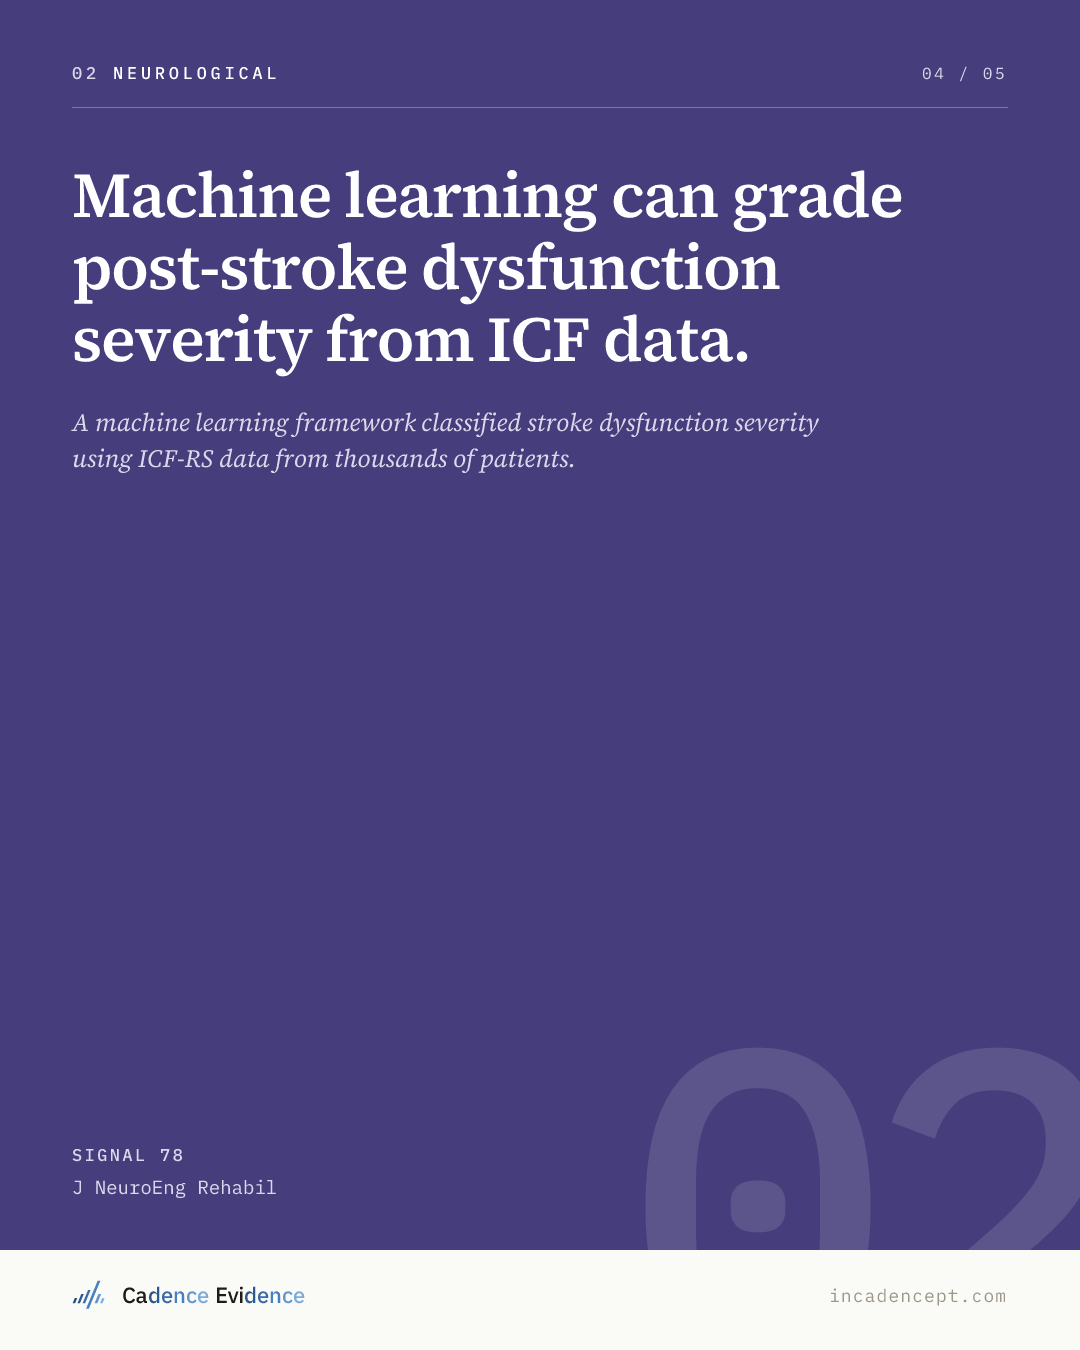 02 NEUROLOGICAL
04 / 05
Machine learning can grade
post-stroke dysfunction
severity from ICF data.
A machine learning framework classified stroke dysfunction severity
using ICF-RS data from thousands of patients.
02
SIGNAL 78
J NeuroEng Rehabil
Cadence Evidence
incadencept.com